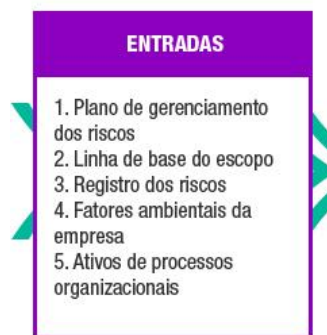 ENTRADAS
1. Plano de gerenciamento
dos riscos
2. Linha de base do escopo
3. Registro dos riscos
4. Fatores ambientais da
empresa
5. Ativos de processos
organizacionais